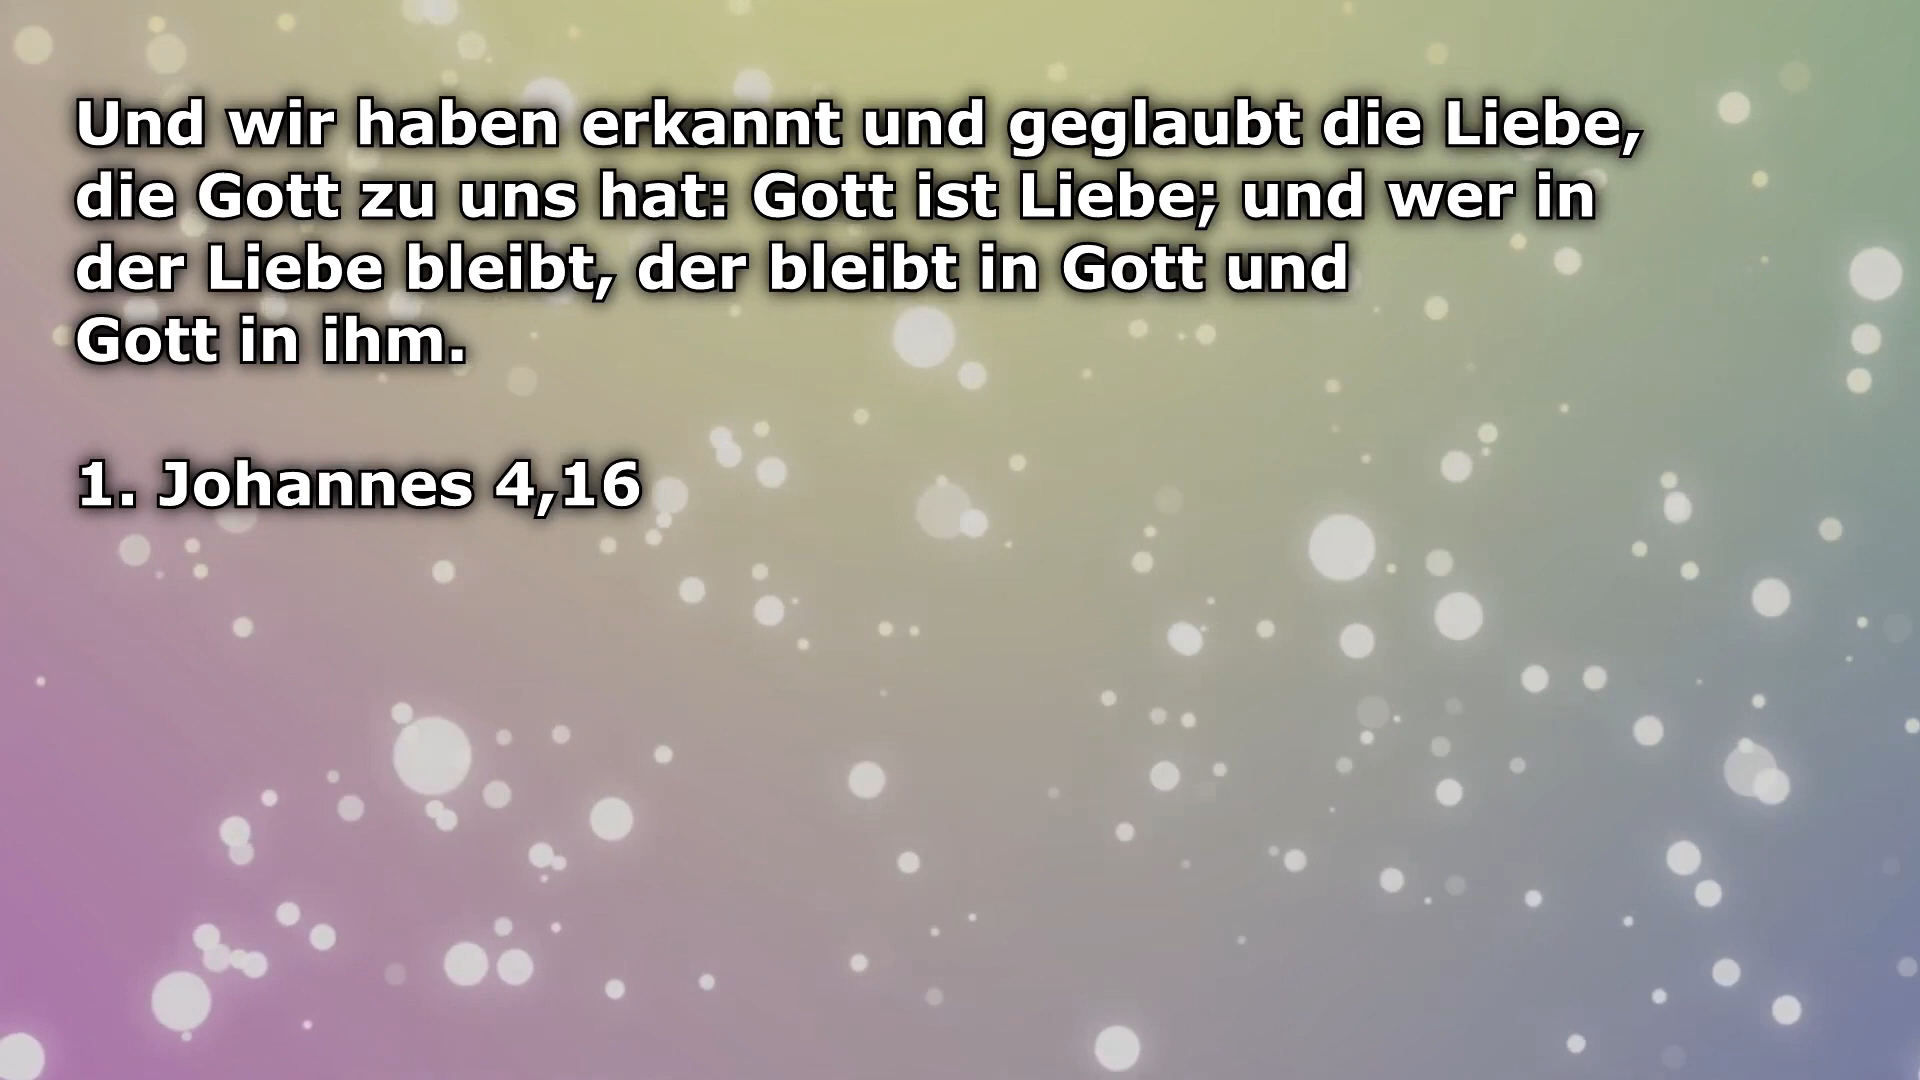 Und wir haben erkannt und geglaubt die Liebe,
die Gott zu uns hat: Gott ist Liebe; und wer in
der Liebe bleibt, der bleibt in Gott und
Gott in ihm.
1. Johannes 4,16